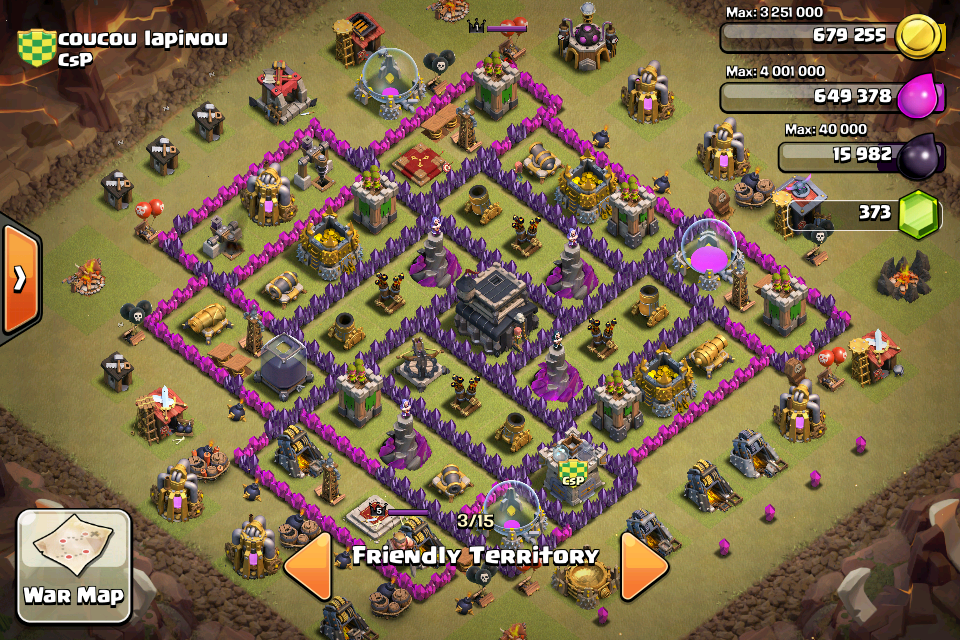 coucou lapinou
CsP
Max: 3 251 000
679 255
Max: 4 001 000
649 378
Max: 40 000
15 982
373
CsP
5
3/15
Friendly Territory
War Map